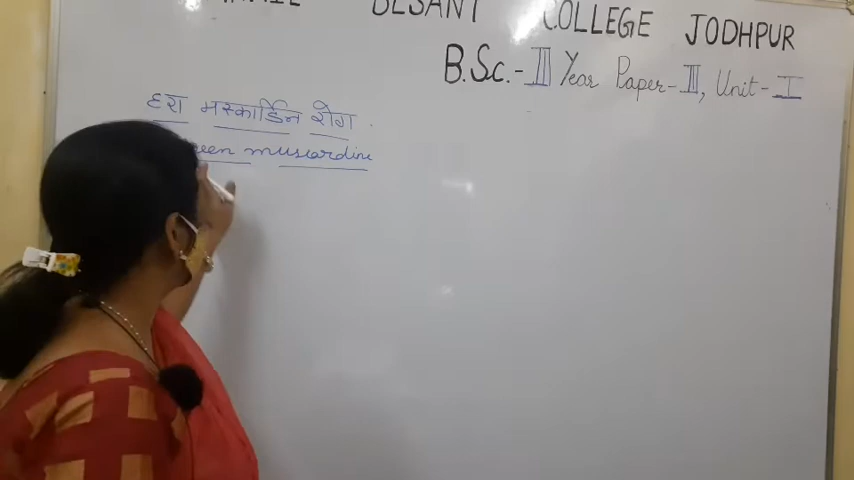 BESANT COLLEGE JODHPUR
B.Sc.-III Year Paper-III, Unit-I
हरा मस्कार्डिन रोग
muscardine